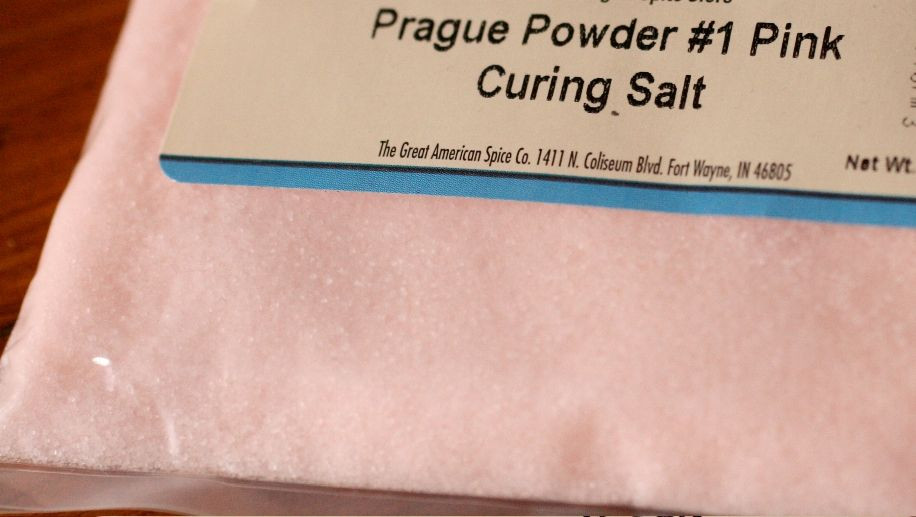 Prague Powder #1 Pink
Curing Salt
The Great American Spice Co. 1411 N. Coliseum Blvd. Fort Wayne, IN 46805
Net Wt.